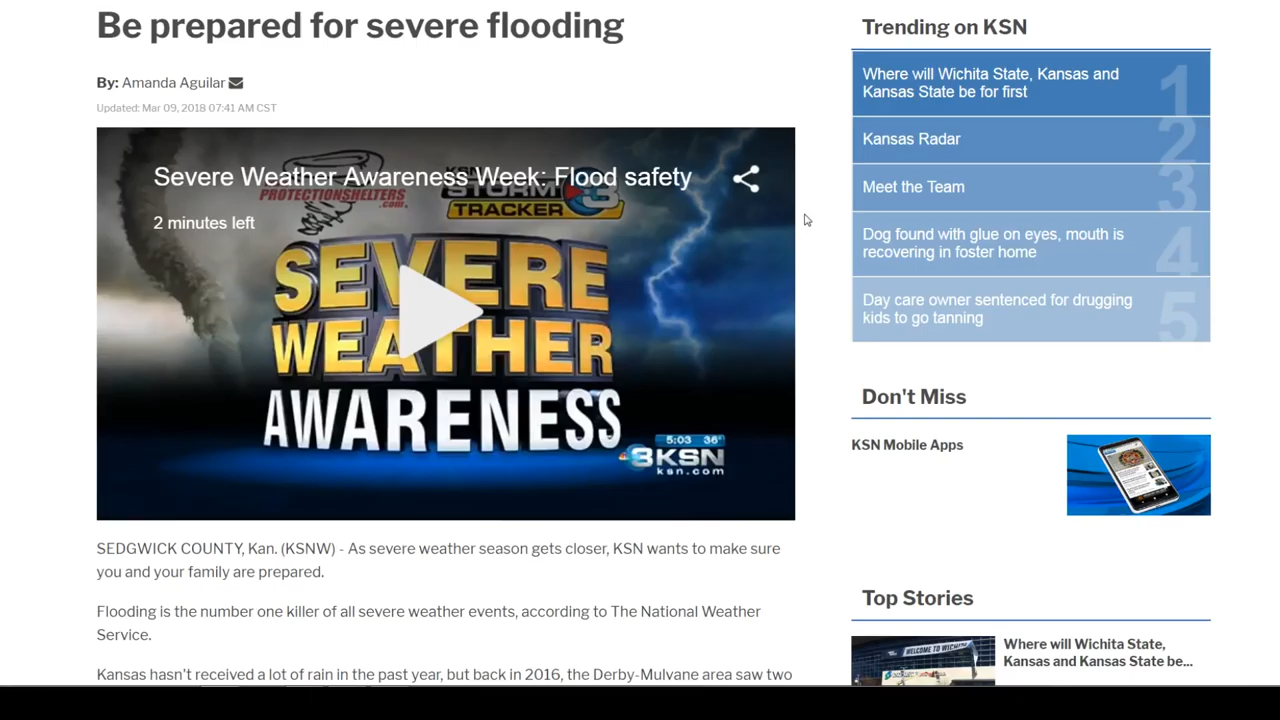 Be prepared for severe flooding
By: Amanda Aguilar
Updated: Mar 09, 2018 07:41 AM CST
Severe Weather Awareness Week: Flood safety
2 minutes left
PROTECTIONSHELTERS
.com
KSN
STORM 3
TRACKER
SEVERE
WEATHER
AWARENESS
5:03 36°
3KSN
ksn.com
SEDGWICK COUNTY, Kan. (KSNW) - As severe weather season gets closer, KSN wants to make sure
you and your family are prepared.
Flooding is the number one killer of all severe weather events, according to The National Weather
Service.
Kansas hasn't received a lot of rain in the past year, but back in 2016, the Derby-Mulvane area saw two
Trending on KSN
Where will Wichita State, Kansas and
Kansas State be for first
1
Kansas Radar
2
Meet the Team
3
Dog found with glue on eyes, mouth is
recovering in foster home
4
Day care owner sentenced for drugging
kids to go tanning
5
Don't Miss
KSN Mobile Apps
Top Stories
WELCOME TO WICHITA
Where will Wichita State,
Kansas and Kansas State be...